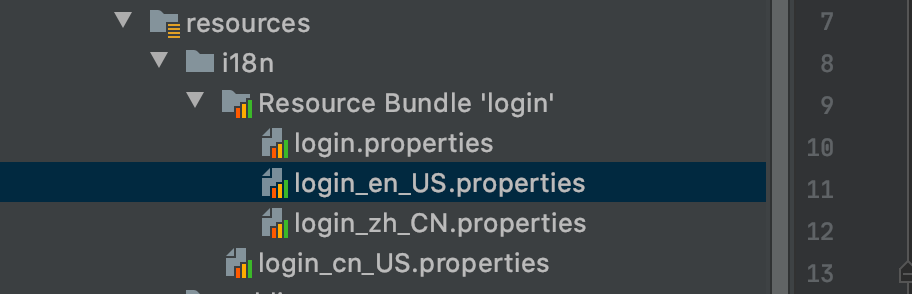 resources
7
i18n
8
Resource Bundle 'login'
9
login.properties
10
login_en_US.properties
11
login_zh_CN.properties
12
login_cn_US.properties
13